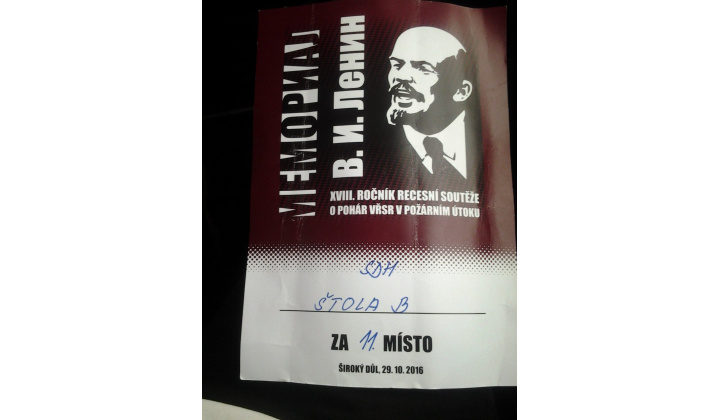 МЕМОРИАЛ
В. И. Ленин
XVIII. ROČNÍK RECESNÍ SOUTĚŽE
O POHÁR VŘSR V POŽÁRNÍM ÚTOKU
SDH
ŠTOLA B
ZA 11. MÍSTO
ŠIROKÝ DŮL, 29. 10. 2016